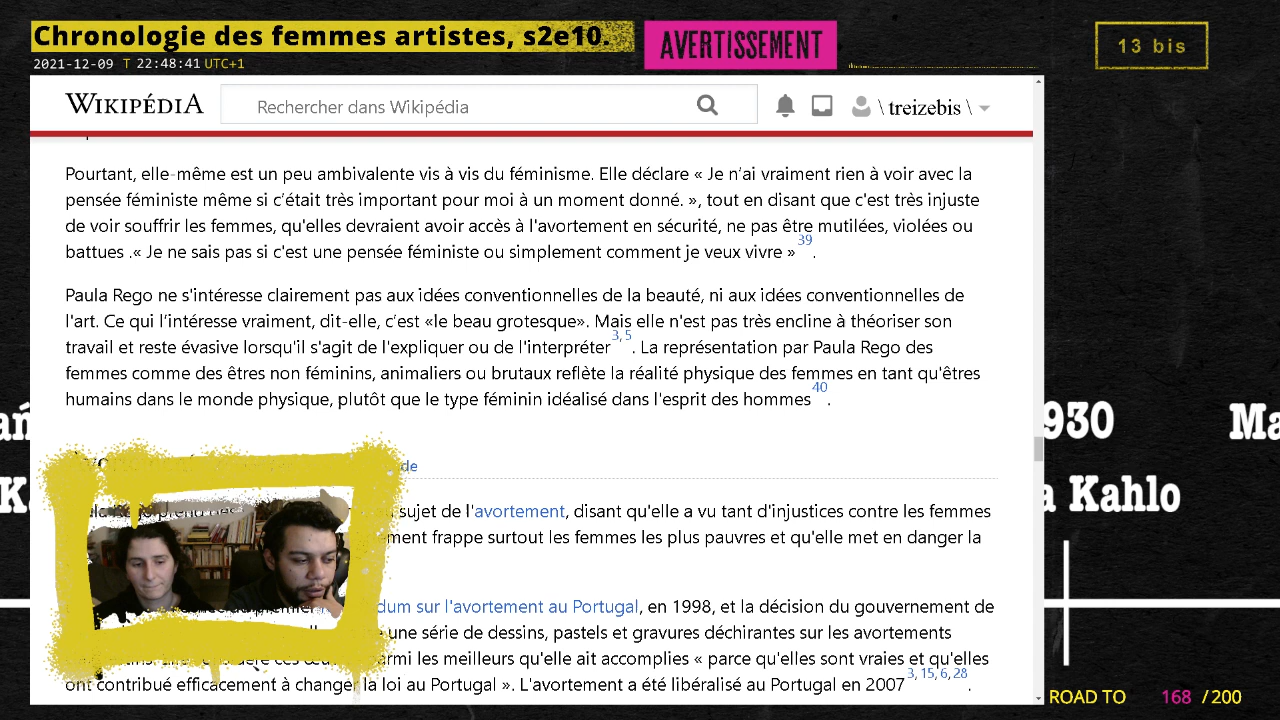 Chronologie des femmes artistes, s2e10.
AVERTISSEMENT
13 bis
2021-12-09 T 22:48:41 UTC+1
WIKIPÉDIA
Rechercher dans Wikipédia
\ treizebis \
Pourtant, elle-même est un peu ambivalente vis à vis du féminisme. Elle déclare « Je n’ai vraiment rien à voir avec la
pensée féministe même si c’était très important pour moi à un moment donné. », tout en disant que c'est très injuste
de voir souffrir les femmes, qu'elles devraient avoir accès à l'avortement en sécurité, ne pas être mutilées, violées ou
battues .« Je ne sais pas si c'est une pensée féministe ou simplement comment je veux vivre »39.
Paula Rego ne s'intéresse clairement pas aux idées conventionnelles de la beauté, ni aux idées conventionnelles de
l'art. Ce qui l’intéresse vraiment, dit-elle, c’est «le beau grotesque». Mais elle n'est pas très encline à théoriser son
travail et reste évasive lorsqu'il s'agit de l'expliquer ou de l'interpréter3,5. La représentation par Paula Rego des
femmes comme des êtres non féminins, animaliers ou brutaux reflète la réalité physique des femmes en tant qu'êtres
humains dans le monde physique, plutôt que le type féminin idéalisé dans l'esprit des hommes40.
de
sujet de l'avortement, disant qu'elle a vu tant d'injustices contre les femmes
ment frappe surtout les femmes les plus pauvres et qu'elle met en danger la
dum sur l'avortement au Portugal, en 1998, et la décision du gouvernement de
une série de dessins, pastels et gravures déchirantes sur les avortements
parmi les meilleurs qu'elle ait accomplies « parce qu'elles sont vraies et qu'elles
ont contribué efficacement à changer la loi au Portugal ». L'avortement a été libéralisé au Portugal en 20073,15,6,28.
930
Ma
a Kahlo
ROAD TO 168 / 200